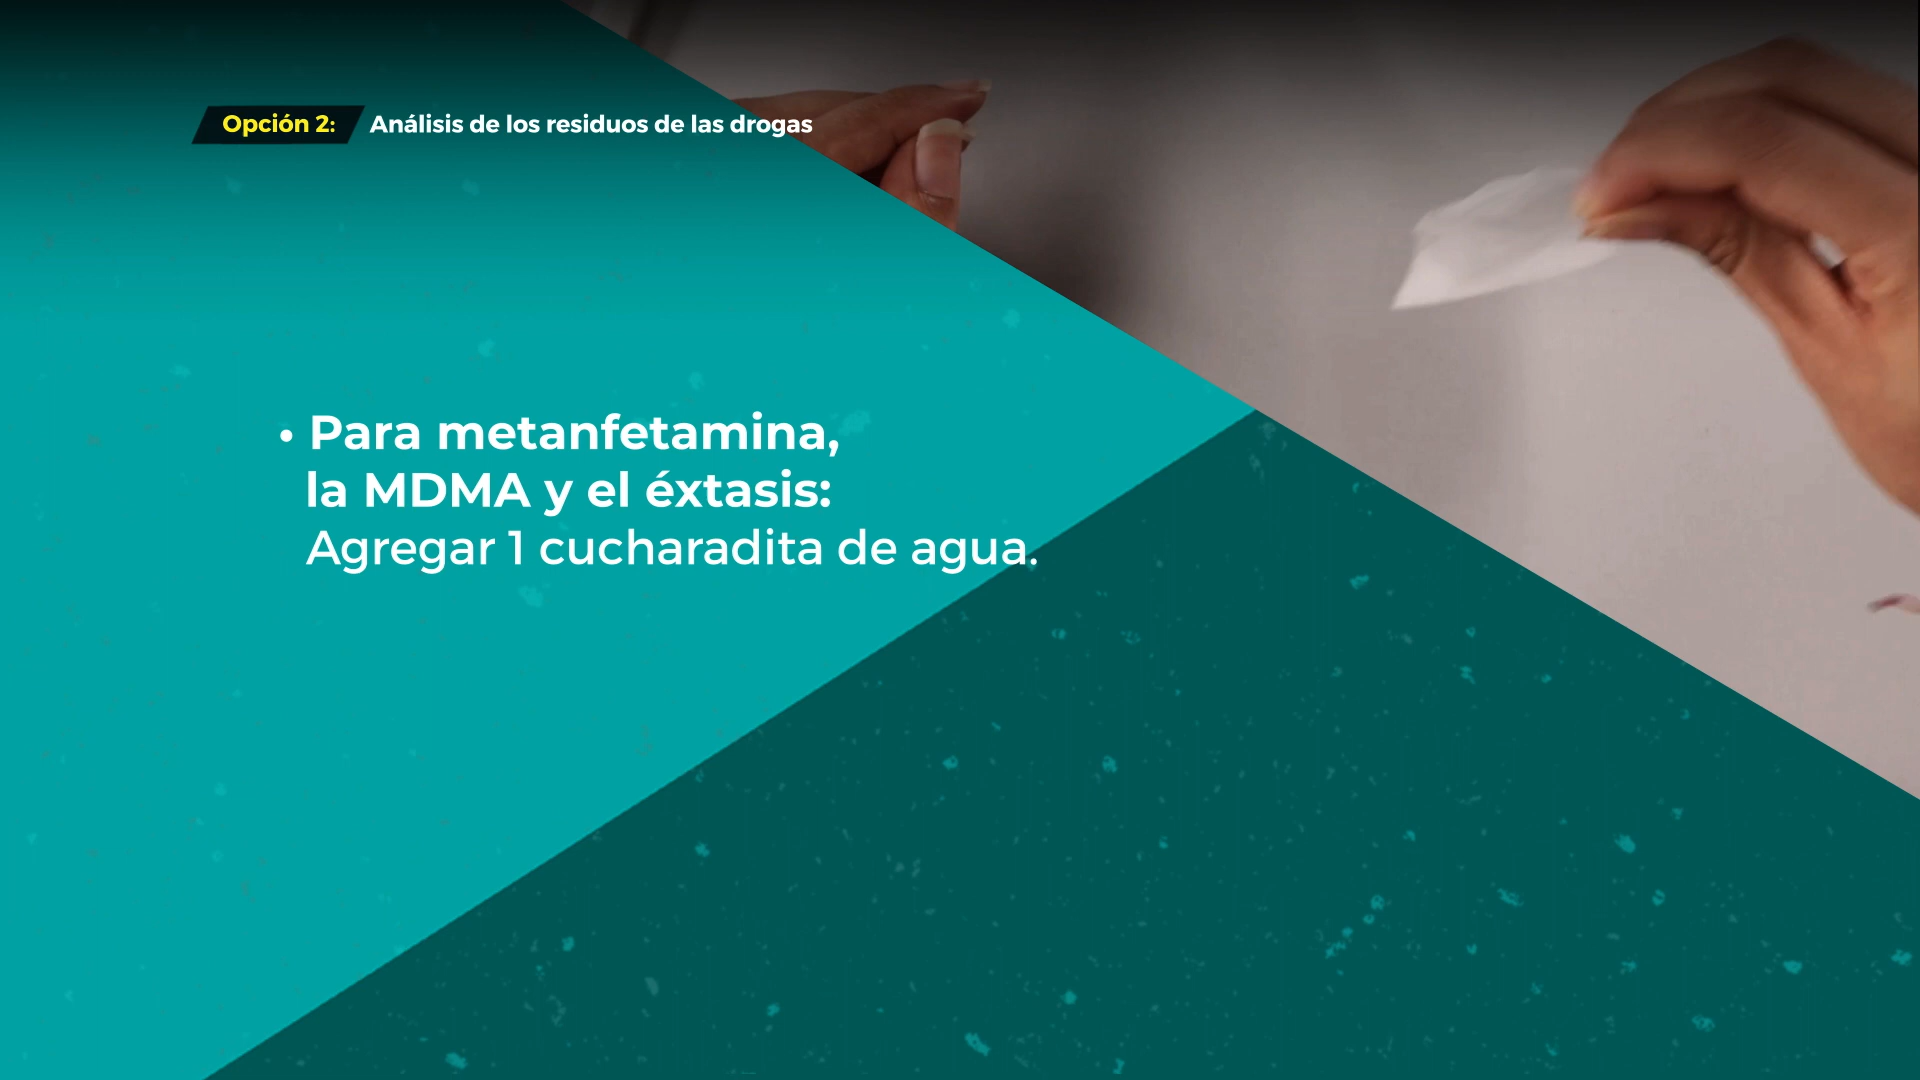 Opción 2: Análisis de los residuos de las drogas
• Para metanfetamina,
la MDMA y el éxtasis:
Agregar 1 cucharadita de agua.